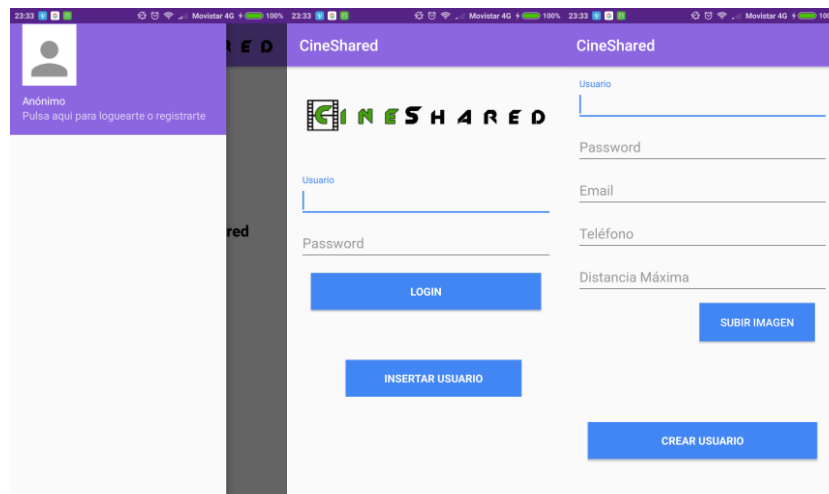 23:33 Movistar 4G 100%
R E D
Anónimo
Pulsa aqui para loguearte o registrarte
red
23:33 Movistar 4G 100%
CineShared
CINESHARED
Usuario
Password
LOGIN
INSERTAR USUARIO
23:33 Movistar 4G 10
CineShared
Usuario
Password
Email
Teléfono
Distancia Máxima
SUBIR IMAGEN
CREAR USUARIO